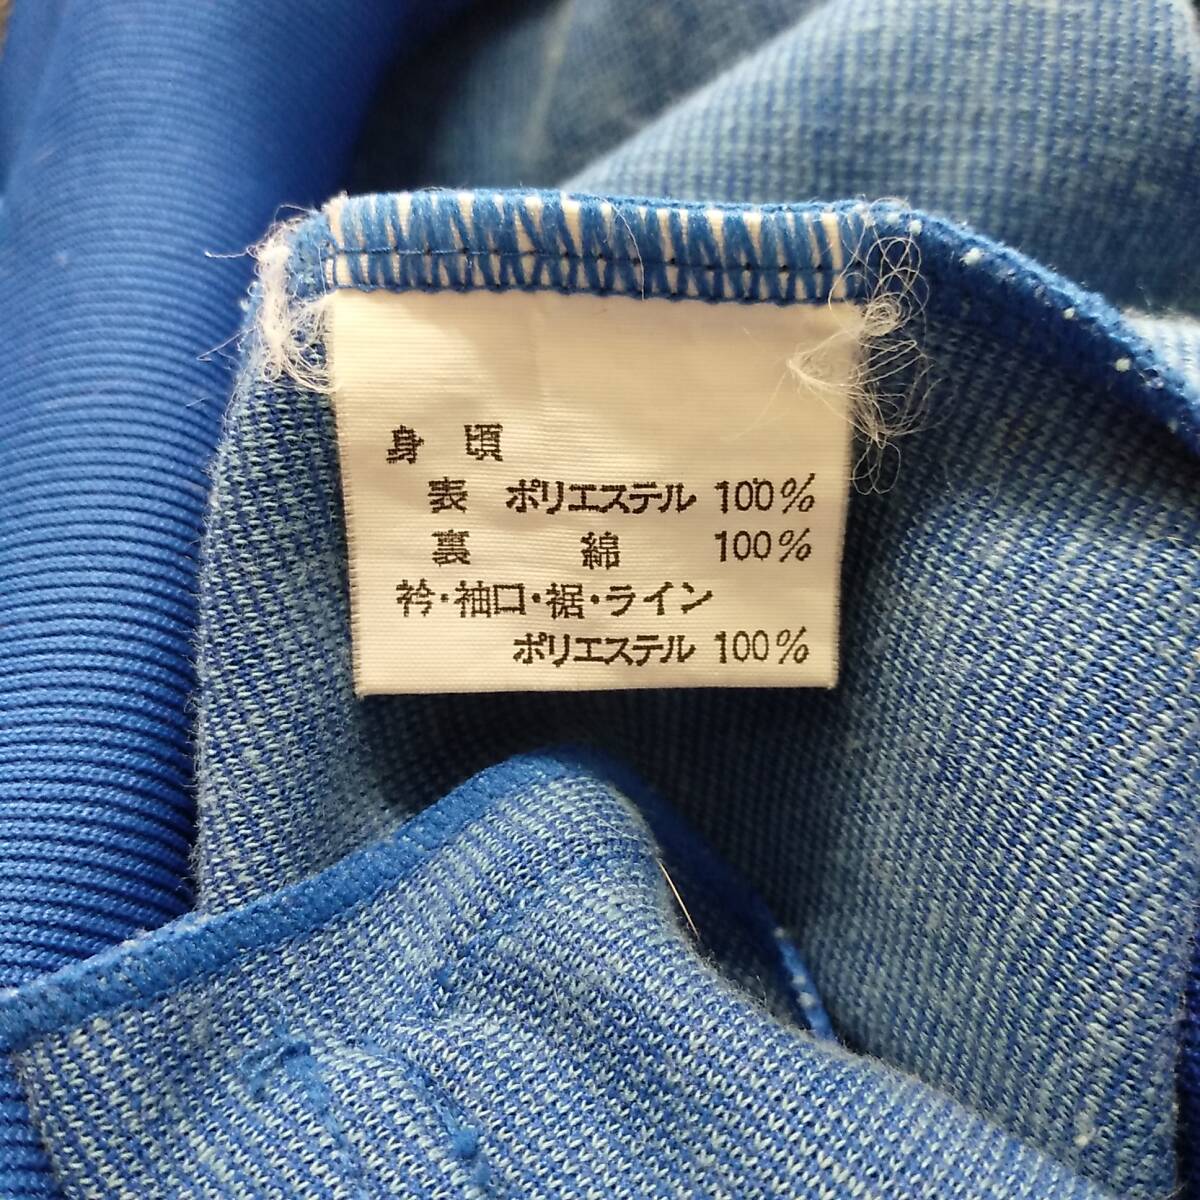 身 頃
表 ポリエステル 100%
裏 綿 100%
衿・袖口・裾・ライン
ポリエステル 100%